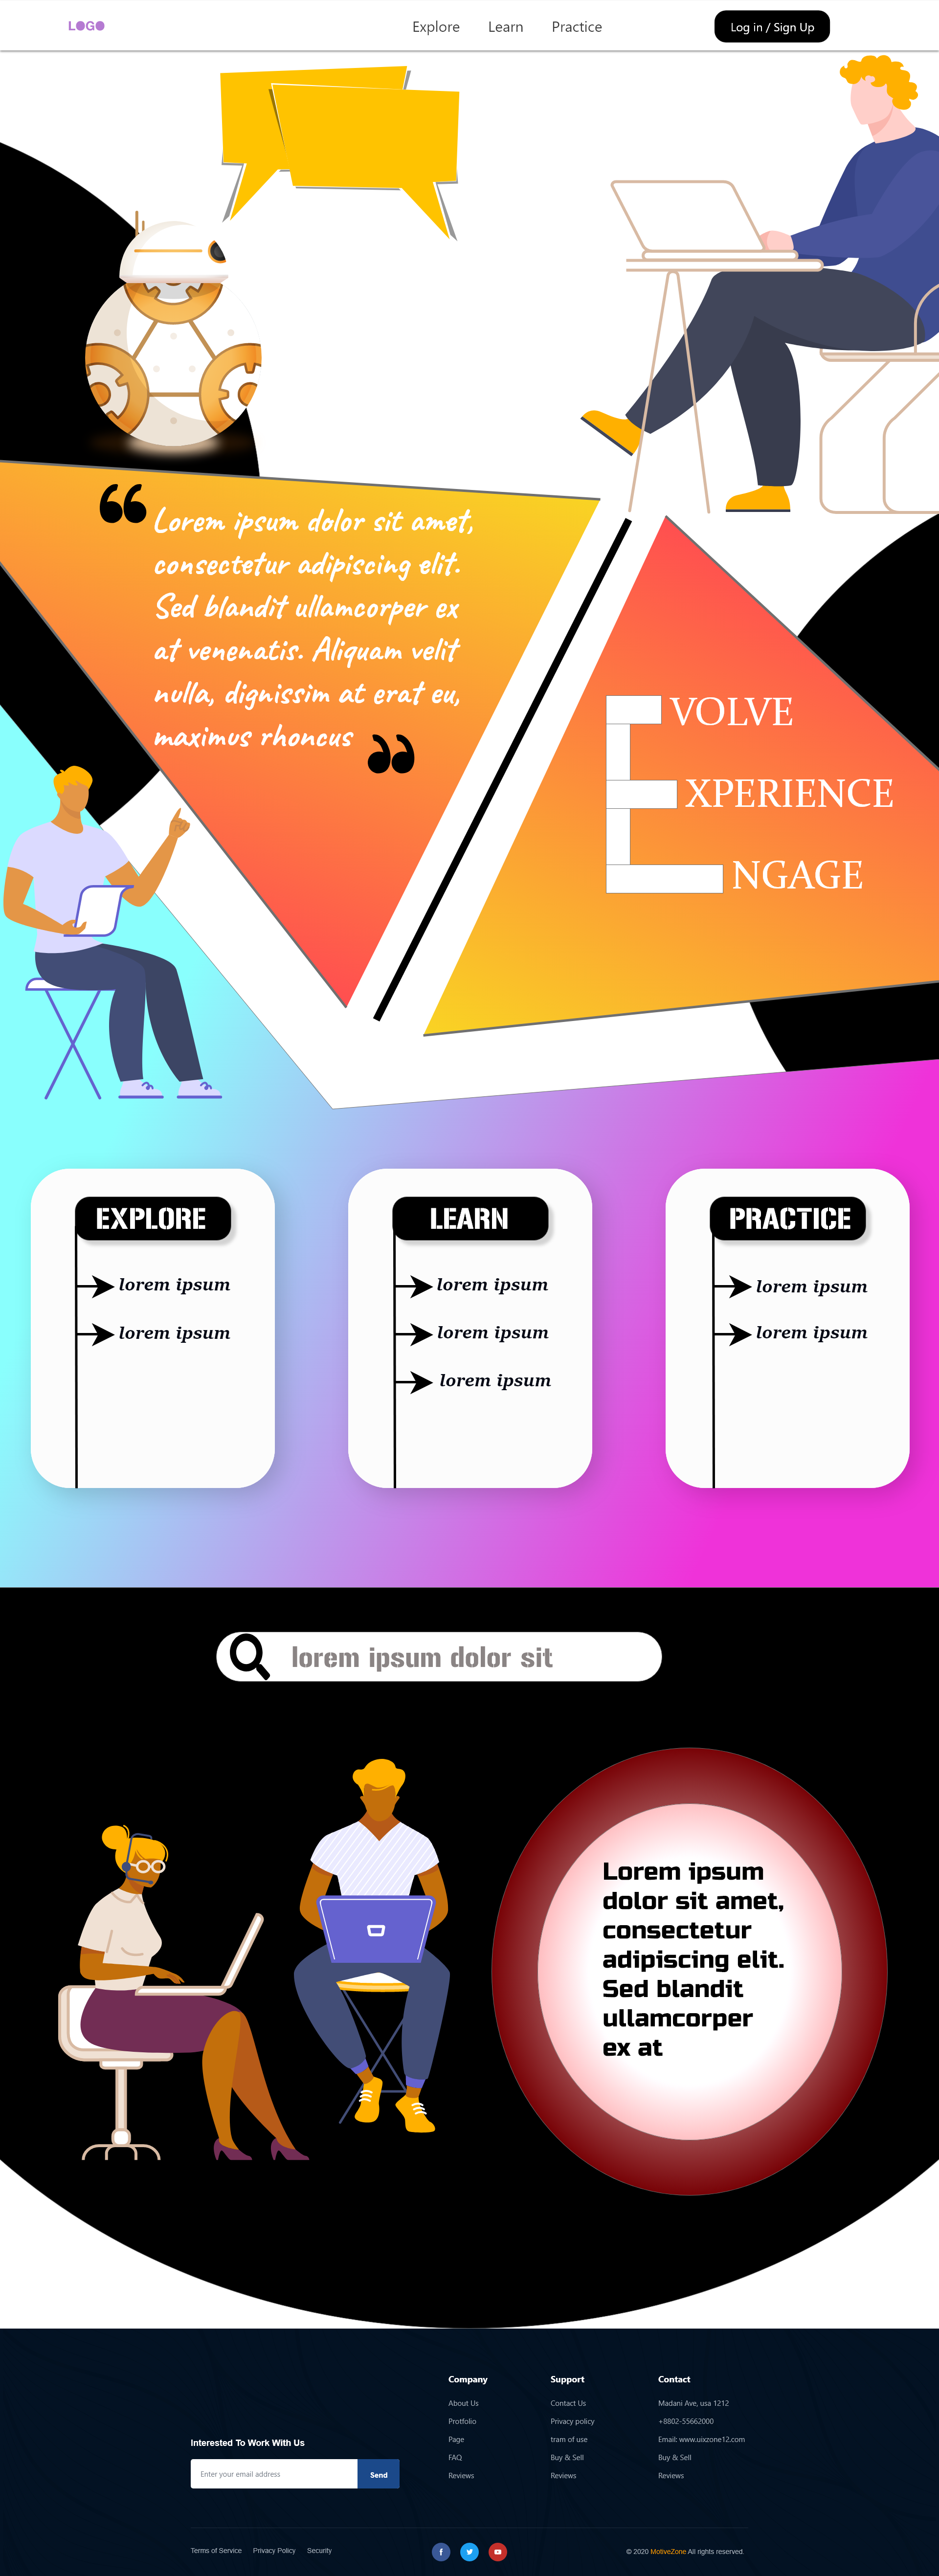 LOGO
Explore
Learn
Practice
Log in / Sign Up
“
Lorem ipsum dolor sit amet,
consectetur adipiscing elit.
Sed blandit ullamcorper ex
at venenatis. Aliquam velit
nulla, dignissim at erat eu,
maximus rhoncus
”
E
VOLVE
XPERIENCE
NGAGE
EXPLORE
lorem ipsum
lorem ipsum
LEARN
lorem ipsum
lorem ipsum
lorem ipsum
PRACTICE
lorem ipsum
lorem ipsum
lorem ipsum dolor sit
Lorem ipsum
dolor sit amet,
consectetur
adipiscing elit.
Sed blandit
ullamcorper
ex at
Interested To Work With Us
Enter your email address
Send
Company
About Us
Protfolio
Page
FAQ
Reviews
Support
Contact Us
Privacy policy
tram of use
Buy & Sell
Reviews
Contact
Madani Ave, usa 1212
+8802-55662000
Email: www.uixzone12.com
Buy & Sell
Reviews
Terms of Service
Privacy Policy
Security
© 2020 MotiveZone All rights reserved.